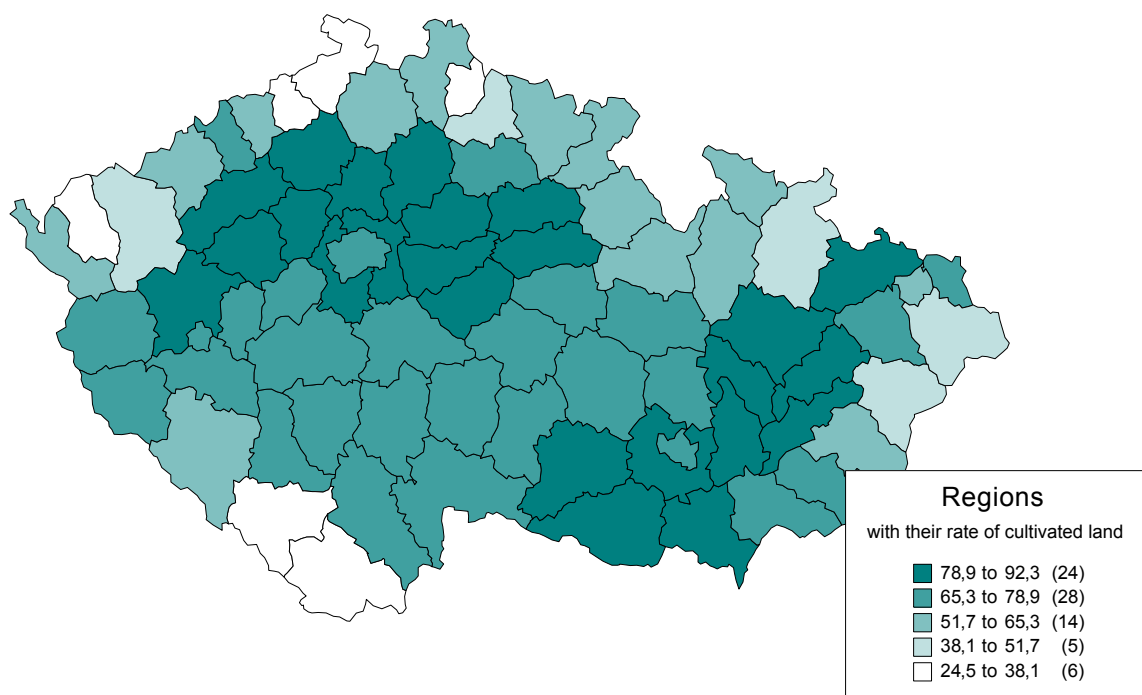 Regions
with their rate of cultivated land
78,9 to 92,3 (24)
65,3 to 78,9 (28)
51,7 to 65,3 (14)
38,1 to 51,7 (5)
24,5 to 38,1 (6)